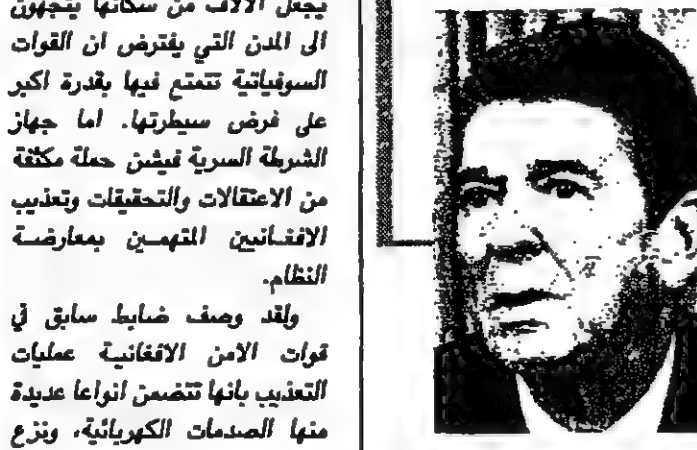 يجعل الآلاف من سكانها يتجهون
الى المدن التي يفترض ان القوات
السوفياتية تتمتع فيها بقدرة اكبر
على فرض سيطرتها. اما جهاز
الشرطة السرية فيشن حملة مكثفة
من الاعتقالات والتحقيقات وتعذيب
الافغانيين المتهمين بمعارضة
النظام.
ولقد وصف ضابط سابق في
قوات الامن الافغانية عمليات
التعذيب بانها تتضمن انواعا عديدة
منها الصدمات الكهربائية، ونزع